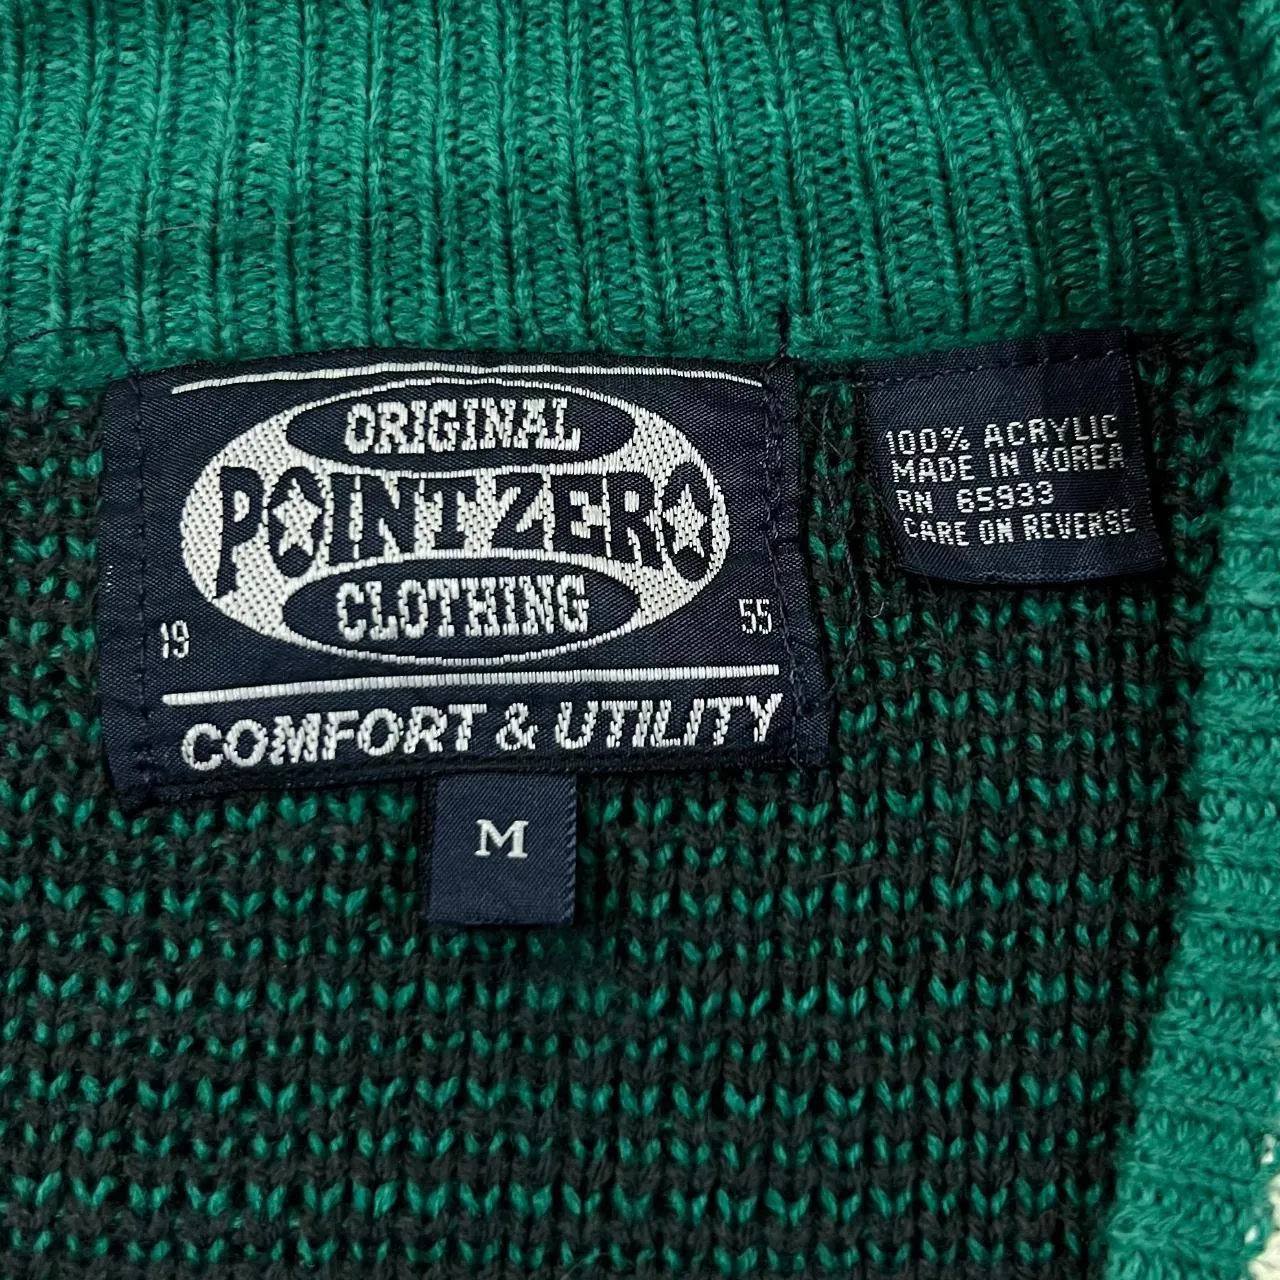 ORIGINAL
POINT ZERO
CLOTHING
19 55
COMFORT & UTILITY
M
100% ACRYLIC
MADE IN KOREA
RN 65933
CARE ON REVERSE